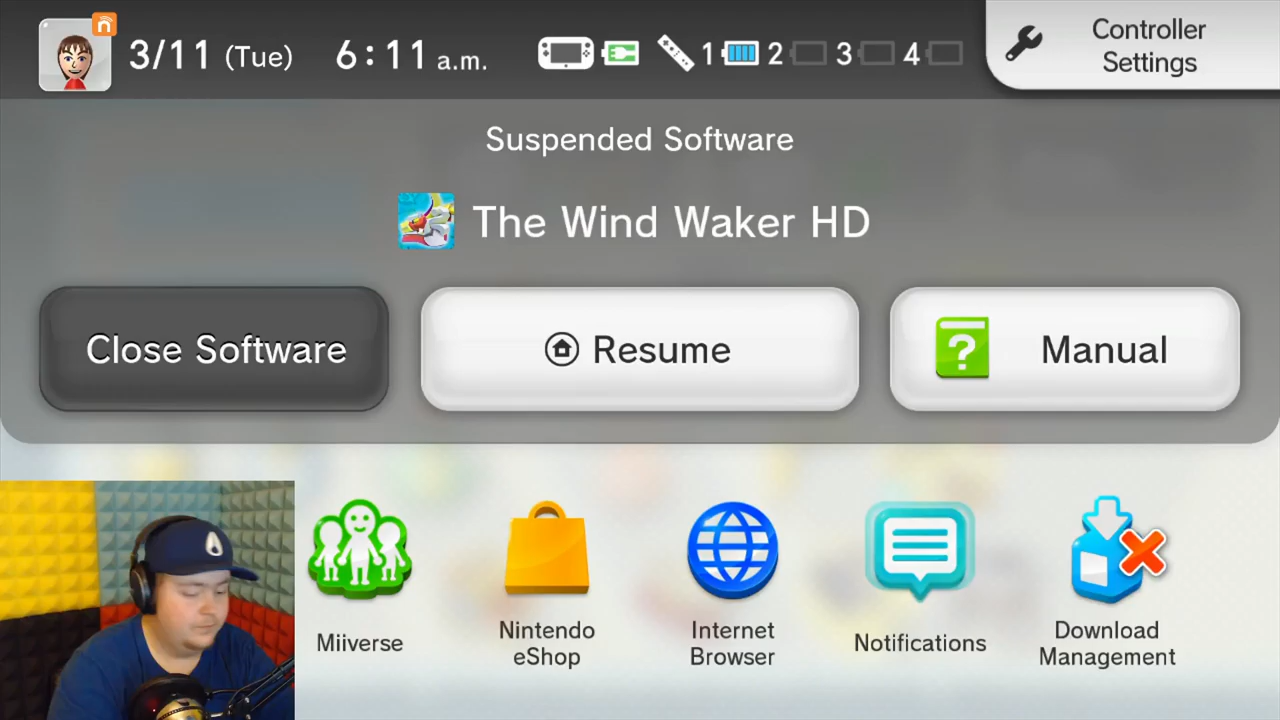 3/11 (Tue) 6:11 a.m. 1 2 3 4
Controller
Settings
Suspended Software
The Wind Waker HD
Close Software
Resume
? Manual
Miiverse
Nintendo
eShop
Internet
Browser
Notifications
Download
Management